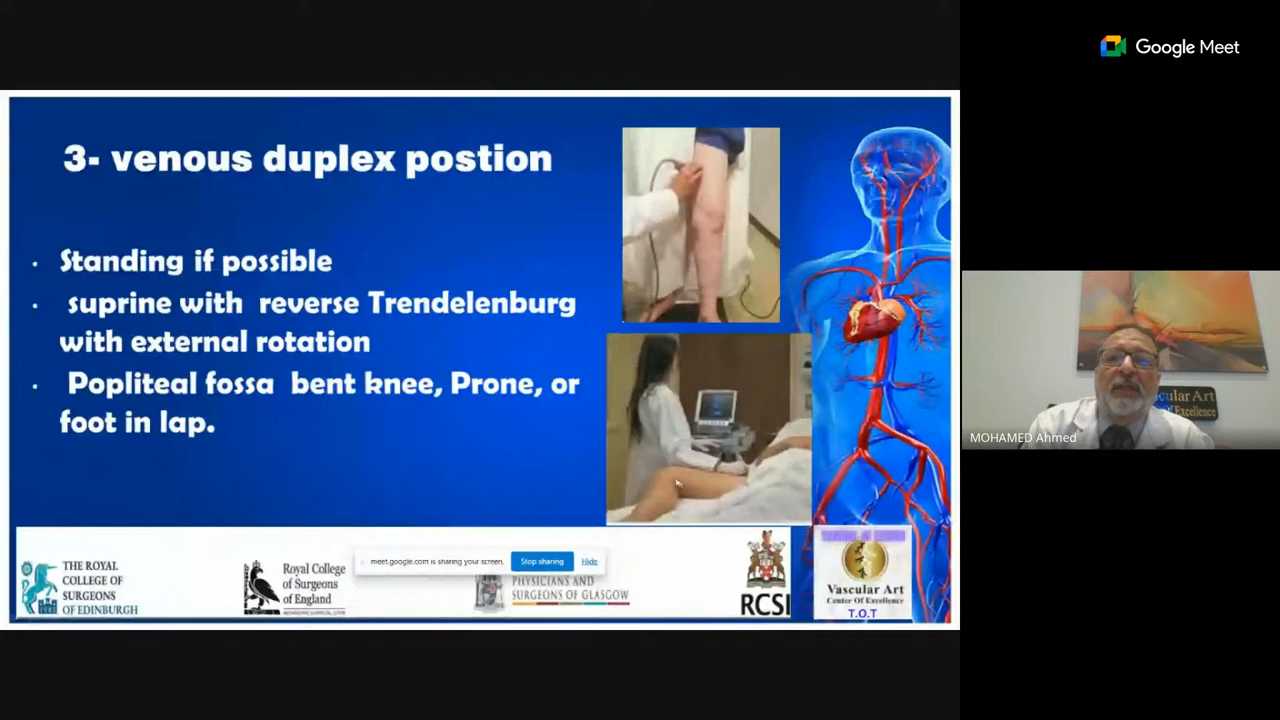 Google Meet
3- venous duplex postion
• Standing if possible
• suprine with reverse Trendelenburg
with external rotation
• Popliteal fossa bent knee, Prone, or
foot in lap.
THE ROYAL
COLLEGE OF
SURGEONS
OF EDINBURGH
Royal College
of Surgeons
of England
meet.google.com is sharing your screen.
Stop sharing
Hide
PHYSICIANS AND
SURGEONS OF GLASGOW
RCSI
Vascular Art
Center Of Excellence
T.O.T
cular Art
Excellence
MOHAMED Ahmed